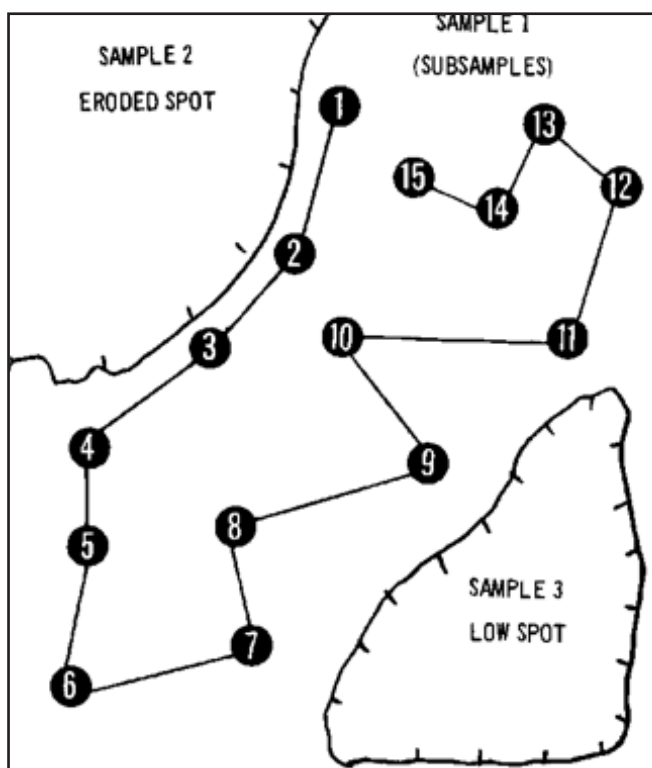 SAMPLE 2
ERODED SPOT
SAMPLE 1
(SUBSAMPLES)
1
2
3
4
5
6
7
8
9
10
11
12
13
14
15
SAMPLE 3
LOW SPOT